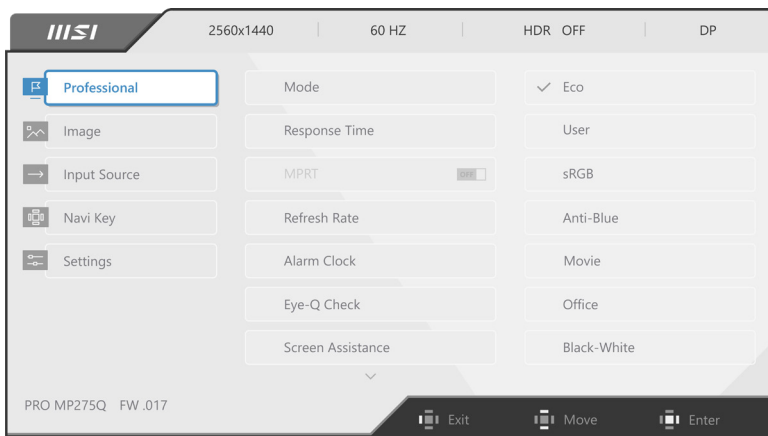 msi 2560x1440 60 HZ HDR OFF DP
Professional Mode Eco
Image Response Time User
Input Source MPRT OFF sRGB
Navi Key Refresh Rate Anti-Blue
Settings Alarm Clock Movie
Eye-Q Check Office
Screen Assistance Black-White
PRO MP275Q FW .017
Exit Move Enter